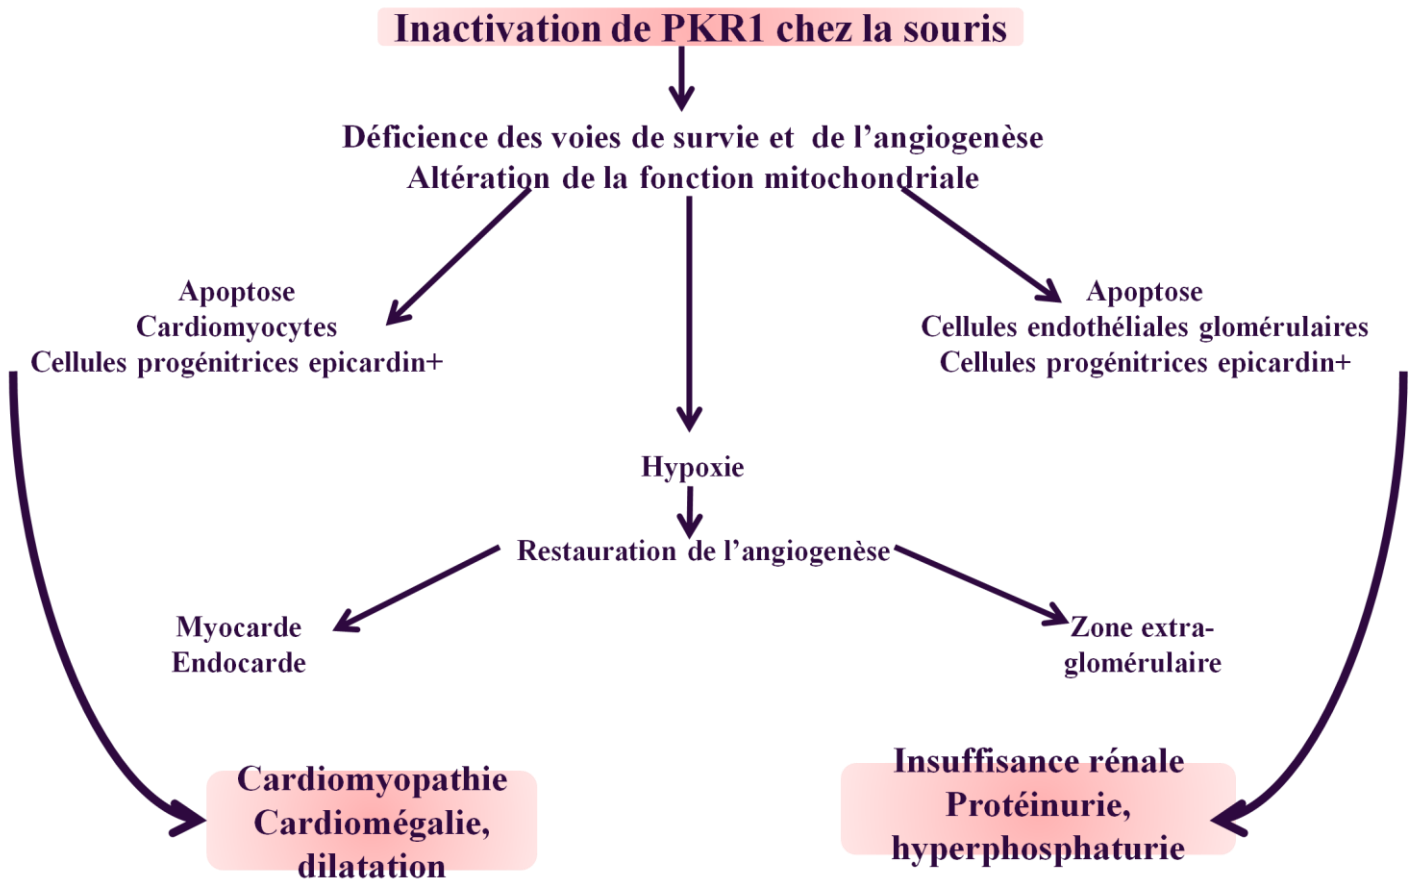 Inactivation de PKR1 chez la souris
Déficience des voies de survie et de l’angiogenèse
Altération de la fonction mitochondriale
Apoptose
Cardiomyocytes
Cellules progénitrices epicardin+
Apoptose
Cellules endothéliales glomérulaires
Cellules progénitrices epicardin+
Hypoxie
Restauration de l’angiogenèse
Myocarde
Endocarde
Zone extra-
glomérulaire
Cardiomyopathie
Cardiomégalie,
dilatation
Insuffisance rénale
Protéinurie,
hyperphosphaturie